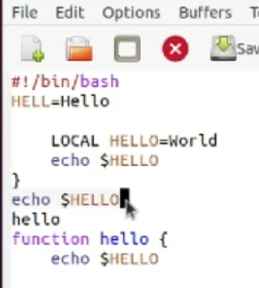 File Edit Options Buffers
Sav
#!/bin/bash
HELL=Hello
LOCAL HELLO=World
echo $HELLO
}
echo $HELLO
hello
function hello {
echo $HELLO